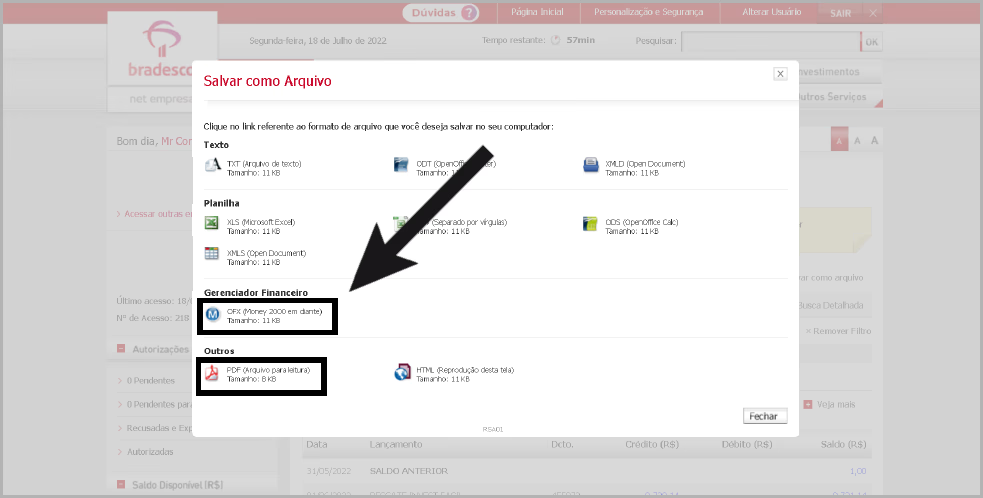 Dúvidas ?
Página Inicial
Personalização e Segurança
Alterar Usuário
SAIR X
Segunda-feira, 18 de Julho de 2022
Tempo restante: 57min
Pesquisar:
OK
bradesco
net empresa
Investimentos
Outros Serviços
Bom dia, Mr Cor
A A A
> Acessar outras en
Último acesso: 18/0
Nº de Acesso: 218
Autorizações
> 0 Pendentes
> 0 Pendentes para
> Recusadas e Exp
> Autorizadas
Saldo Disponível (R$)
Salvar como Arquivo
X
Clique no link referente ao formato de arquivo que você deseja salvar no seu computador:
Texto
TXT (Arquivo de texto)
Tamanho: 11 KB
ODT (OpenOffice
Tamanho: 11 KB
XMLD (Open Document)
Tamanho: 11 KB
Planilha
XLS (Microsoft Excel)
Tamanho: 11 KB
(Separado por vírgulas)
Tamanho: 11 KB
ODS (OpenOffice Calc)
Tamanho: 11 KB
XMLS (Open Document)
Tamanho: 11 KB
Gerenciador Financeiro
OFX (Money 2000 em diante)
Tamanho: 11 KB
Outros
PDF (Arquivo para leitura)
Tamanho: 8 KB
HTML (Reprodução desta tela)
Tamanho: 11 KB
Fechar
RSA01
var como arquivo
Busca Detalhada
» Remover Filtro
Veja mais
Data Lançamento Dcto. Crédito (R$) Débito (R$) Saldo (R$)
31/05/2022 SALDO ANTERIOR 1,00